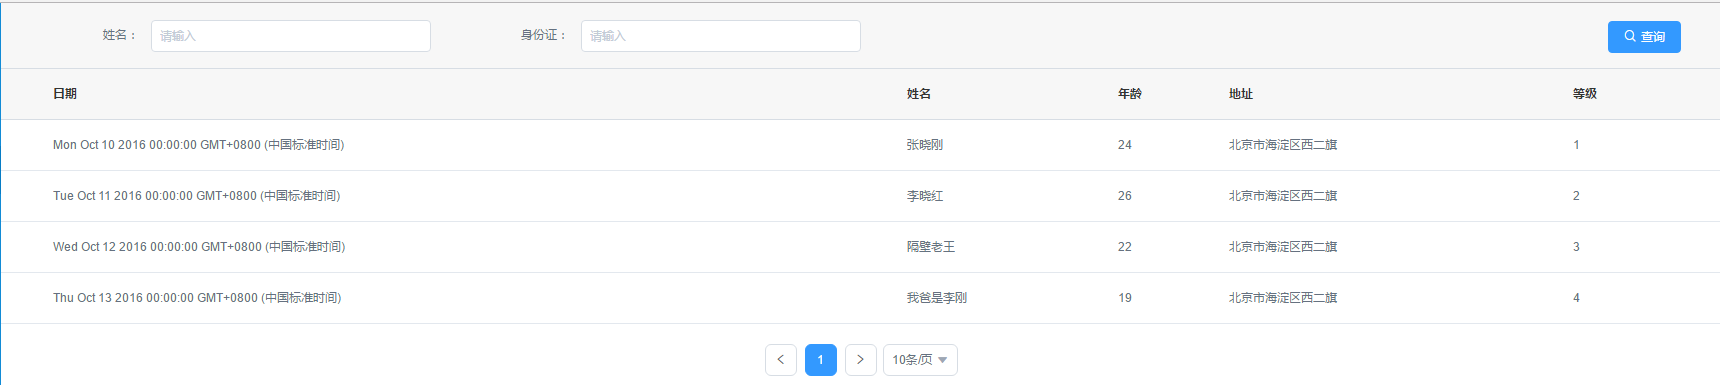 姓名： 请输入 身份证： 请输入 查询
日期 姓名 年龄 地址 等级
Mon Oct 10 2016 00:00:00 GMT+0800 (中国标准时间) 张晓刚 24 北京市海淀区西二旗 1
Tue Oct 11 2016 00:00:00 GMT+0800 (中国标准时间) 李晓红 26 北京市海淀区西二旗 2
Wed Oct 12 2016 00:00:00 GMT+0800 (中国标准时间) 隔壁老王 22 北京市海淀区西二旗 3
Thu Oct 13 2016 00:00:00 GMT+0800 (中国标准时间) 我爸是李刚 19 北京市海淀区西二旗 4
1 10条/页